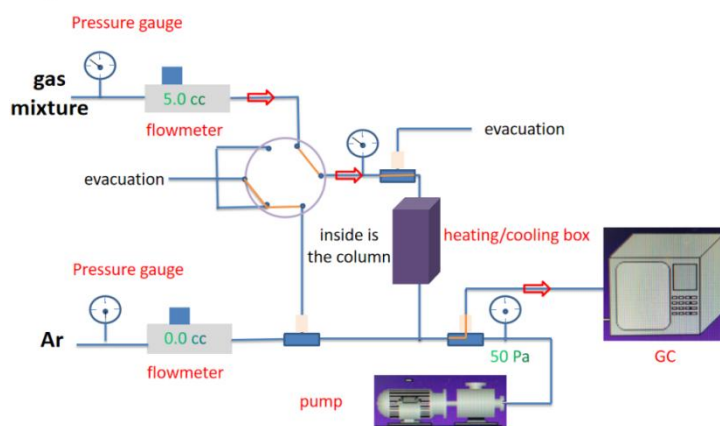 Pressure gauge
gas
mixture
5.0 cc
flowmeter
evacuation
evacuation
inside is
the column
heating/cooling box
Pressure gauge
Ar
0.0 cc
flowmeter
50 Pa
GC
pump